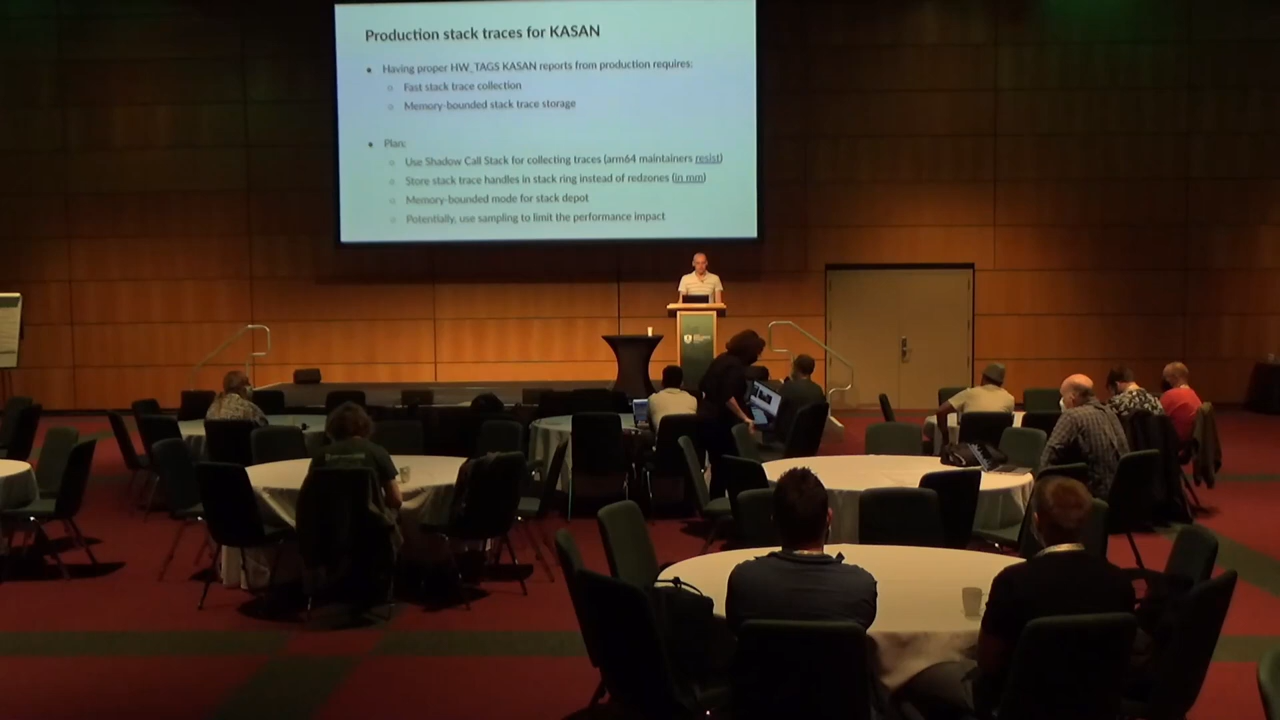 Production stack traces for KASAN
Having proper HW_TAGS KASAN reports from production requires:
Fast stack trace collection
Memory-bounded stack trace storage
Plan:
Use Shadow Call Stack for collecting traces (arm64 maintainers resist)
Store stack trace handles in stack ring instead of redzones (in mm)
Memory-bounded mode for stack depot
Potentially, use sampling to limit the performance impact